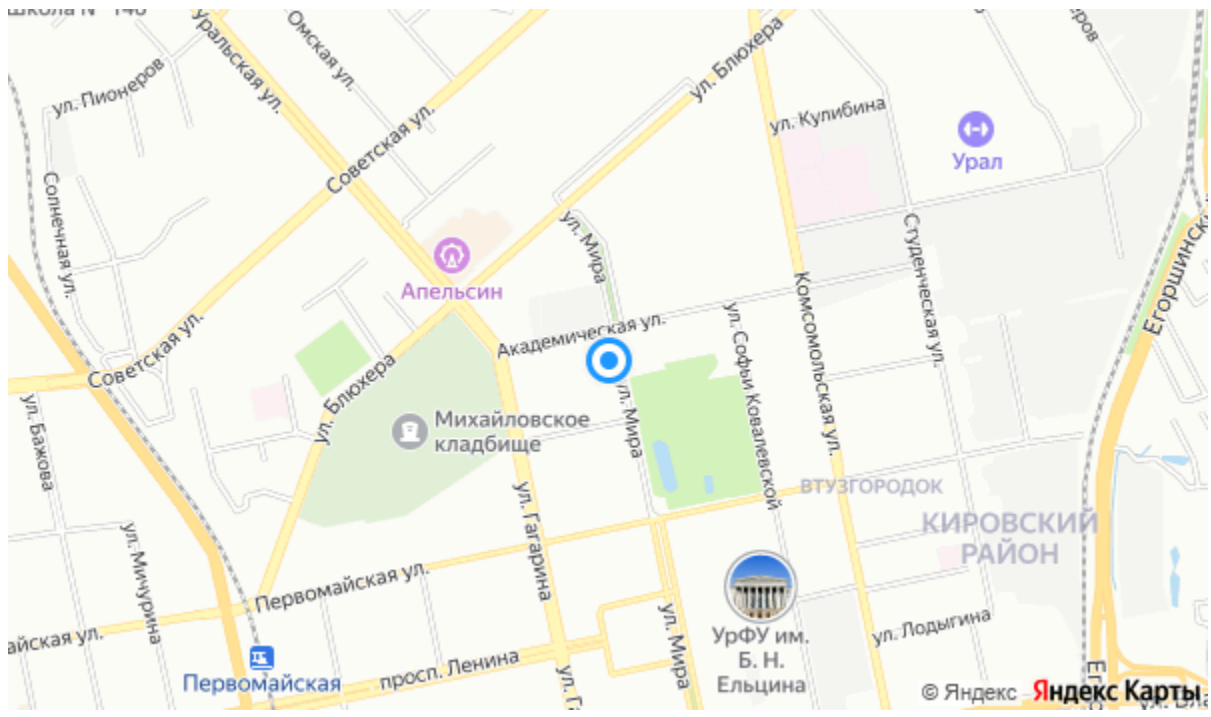 школа № 146
Омская ул.
Уральская ул.
ул. Пионеров
ул. Блюхера
ул. Кулибина
Урал
Советская ул.
Солнечная ул.
ул. Мира
Студенческая ул.
Апельсин
Комсомольская ул.
Академическая ул.
ул. Софьи Ковалевской
Советская ул.
ул. Блюхера
ул. Мира
Михайловское
кладбище
ул. Бажова
ВТУЗГОРОДОК
КИРОВСКИЙ
РАЙОН
ул. Гагарина
ул. Мичурина
Первомайская ул.
ул. Мира
УрФУ им.
Б. Н.
Ельцина
ул. Лодыгина
Первомайская
просп. Ленина
© Яндекс Яндекс Карты